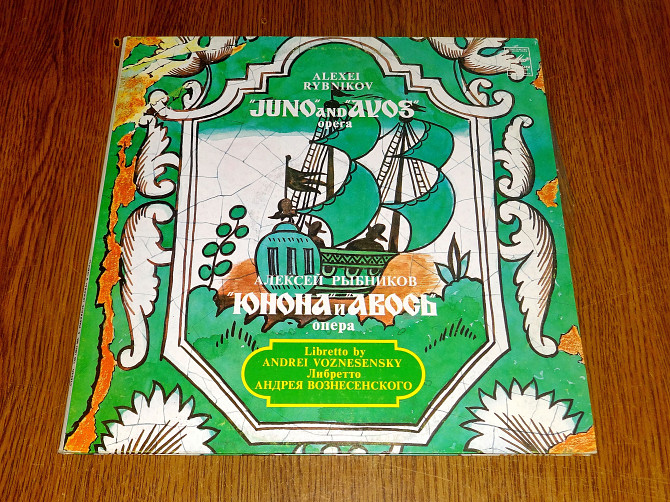 ALEXEI
RYBNIKOV
"JUNO" AND "AVOS"
opera
АЛЕКСЕЙ РЫБНИКОВ
"ЮНОНА" и "АВОСЬ"
опера
Libretto by
ANDREI VOZNESENSKY
Либретто
АНДРЕЯ ВОЗНЕСЕНСКОГО